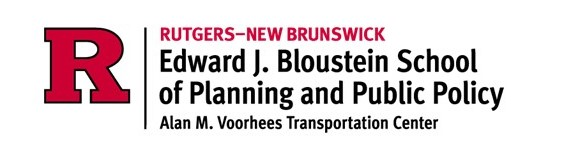 R
RUTGERS–NEW BRUNSWICK
Edward J. Bloustein School
of Planning and Public Policy
Alan M. Voorhees Transportation Center